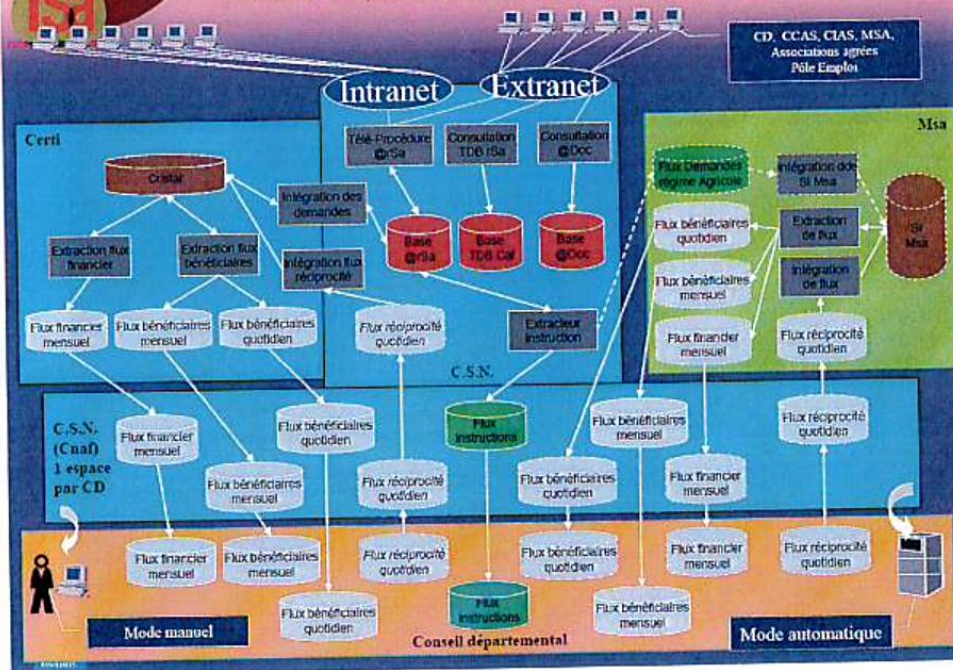 rsa
CD, CCAS, CIAS, MSA,
Associations agrées
Pôle Emploi
Intranet
Extranet
Certi
Msa
Cristal
Télé-Procédure
@rSa
Consultation
TDB rSa
Consultation
@Doc
Flux Demandes
régime Agricole
Intégration dde
SI Msa
Intégration des
demandes
Flux bénéficiaires
quotidien
Extraction
de flux
SI
Msa
Extraction flux
financier
Extraction flux
bénéficiaires
Intégration flux
réciprocité
Base
@rSa
Base
TDB Caf
Base
@Doc
Flux bénéficiaires
mensuel
Intégration
de flux
Flux financier
mensuel
Flux bénéficiaires
mensuel
Flux bénéficiaires
quotidien
Flux réciprocité
quotidien
Extracteur
Instruction
Flux financier
mensuel
Flux réciprocité
quotidien
C.S.N.
C.S.N.
(Cnaf)
1 espace
par CD
Flux financier
mensuel
Flux bénéficiaires
quotidien
Flux
instructions
Flux bénéficiaires
mensuel
Flux réciprocité
quotidien
Flux bénéficiaires
mensuel
Flux réciprocité
quotidien
Flux bénéficiaires
quotidien
Flux financier
mensuel
Flux financier
mensuel
Flux bénéficiaires
mensuel
Flux réciprocité
quotidien
Flux bénéficiaires
quotidien
Flux financier
mensuel
Flux réciprocité
quotidien
Flux bénéficiaires
quotidien
Flux
instructions
Flux bénéficiaires
mensuel
Mode manuel
Conseil départemental
Mode automatique